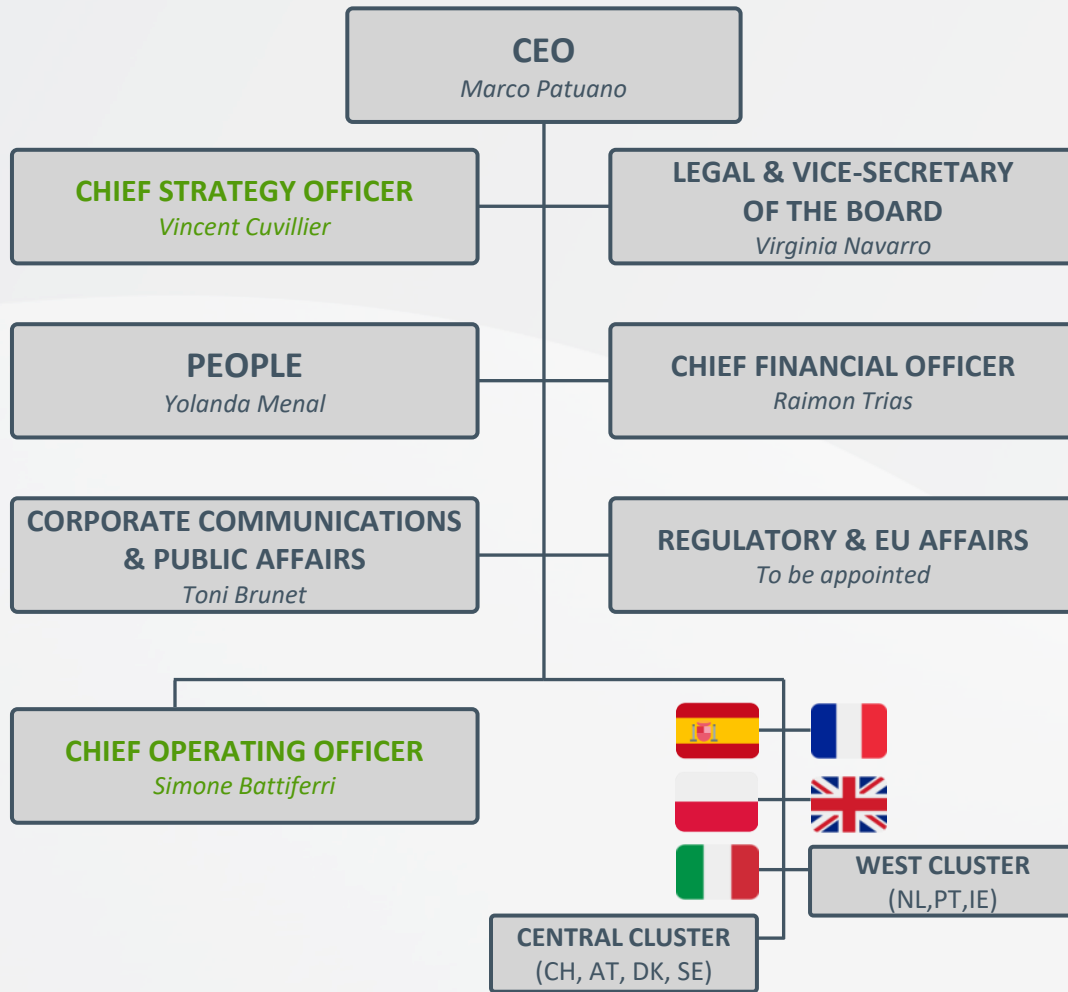 CEO
Marco Patuano
CHIEF STRATEGY OFFICER
Vincent Cuvillier
LEGAL & VICE-SECRETARY
OF THE BOARD
Virginia Navarro
PEOPLE
Yolanda Menal
CHIEF FINANCIAL OFFICER
Raimon Trias
CORPORATE COMMUNICATIONS
& PUBLIC AFFAIRS
Toni Brunet
REGULATORY & EU AFFAIRS
To be appointed
CHIEF OPERATING OFFICER
Simone Battiferri
WEST CLUSTER
(NL,PT,IE)
CENTRAL CLUSTER
(CH, AT, DK, SE)